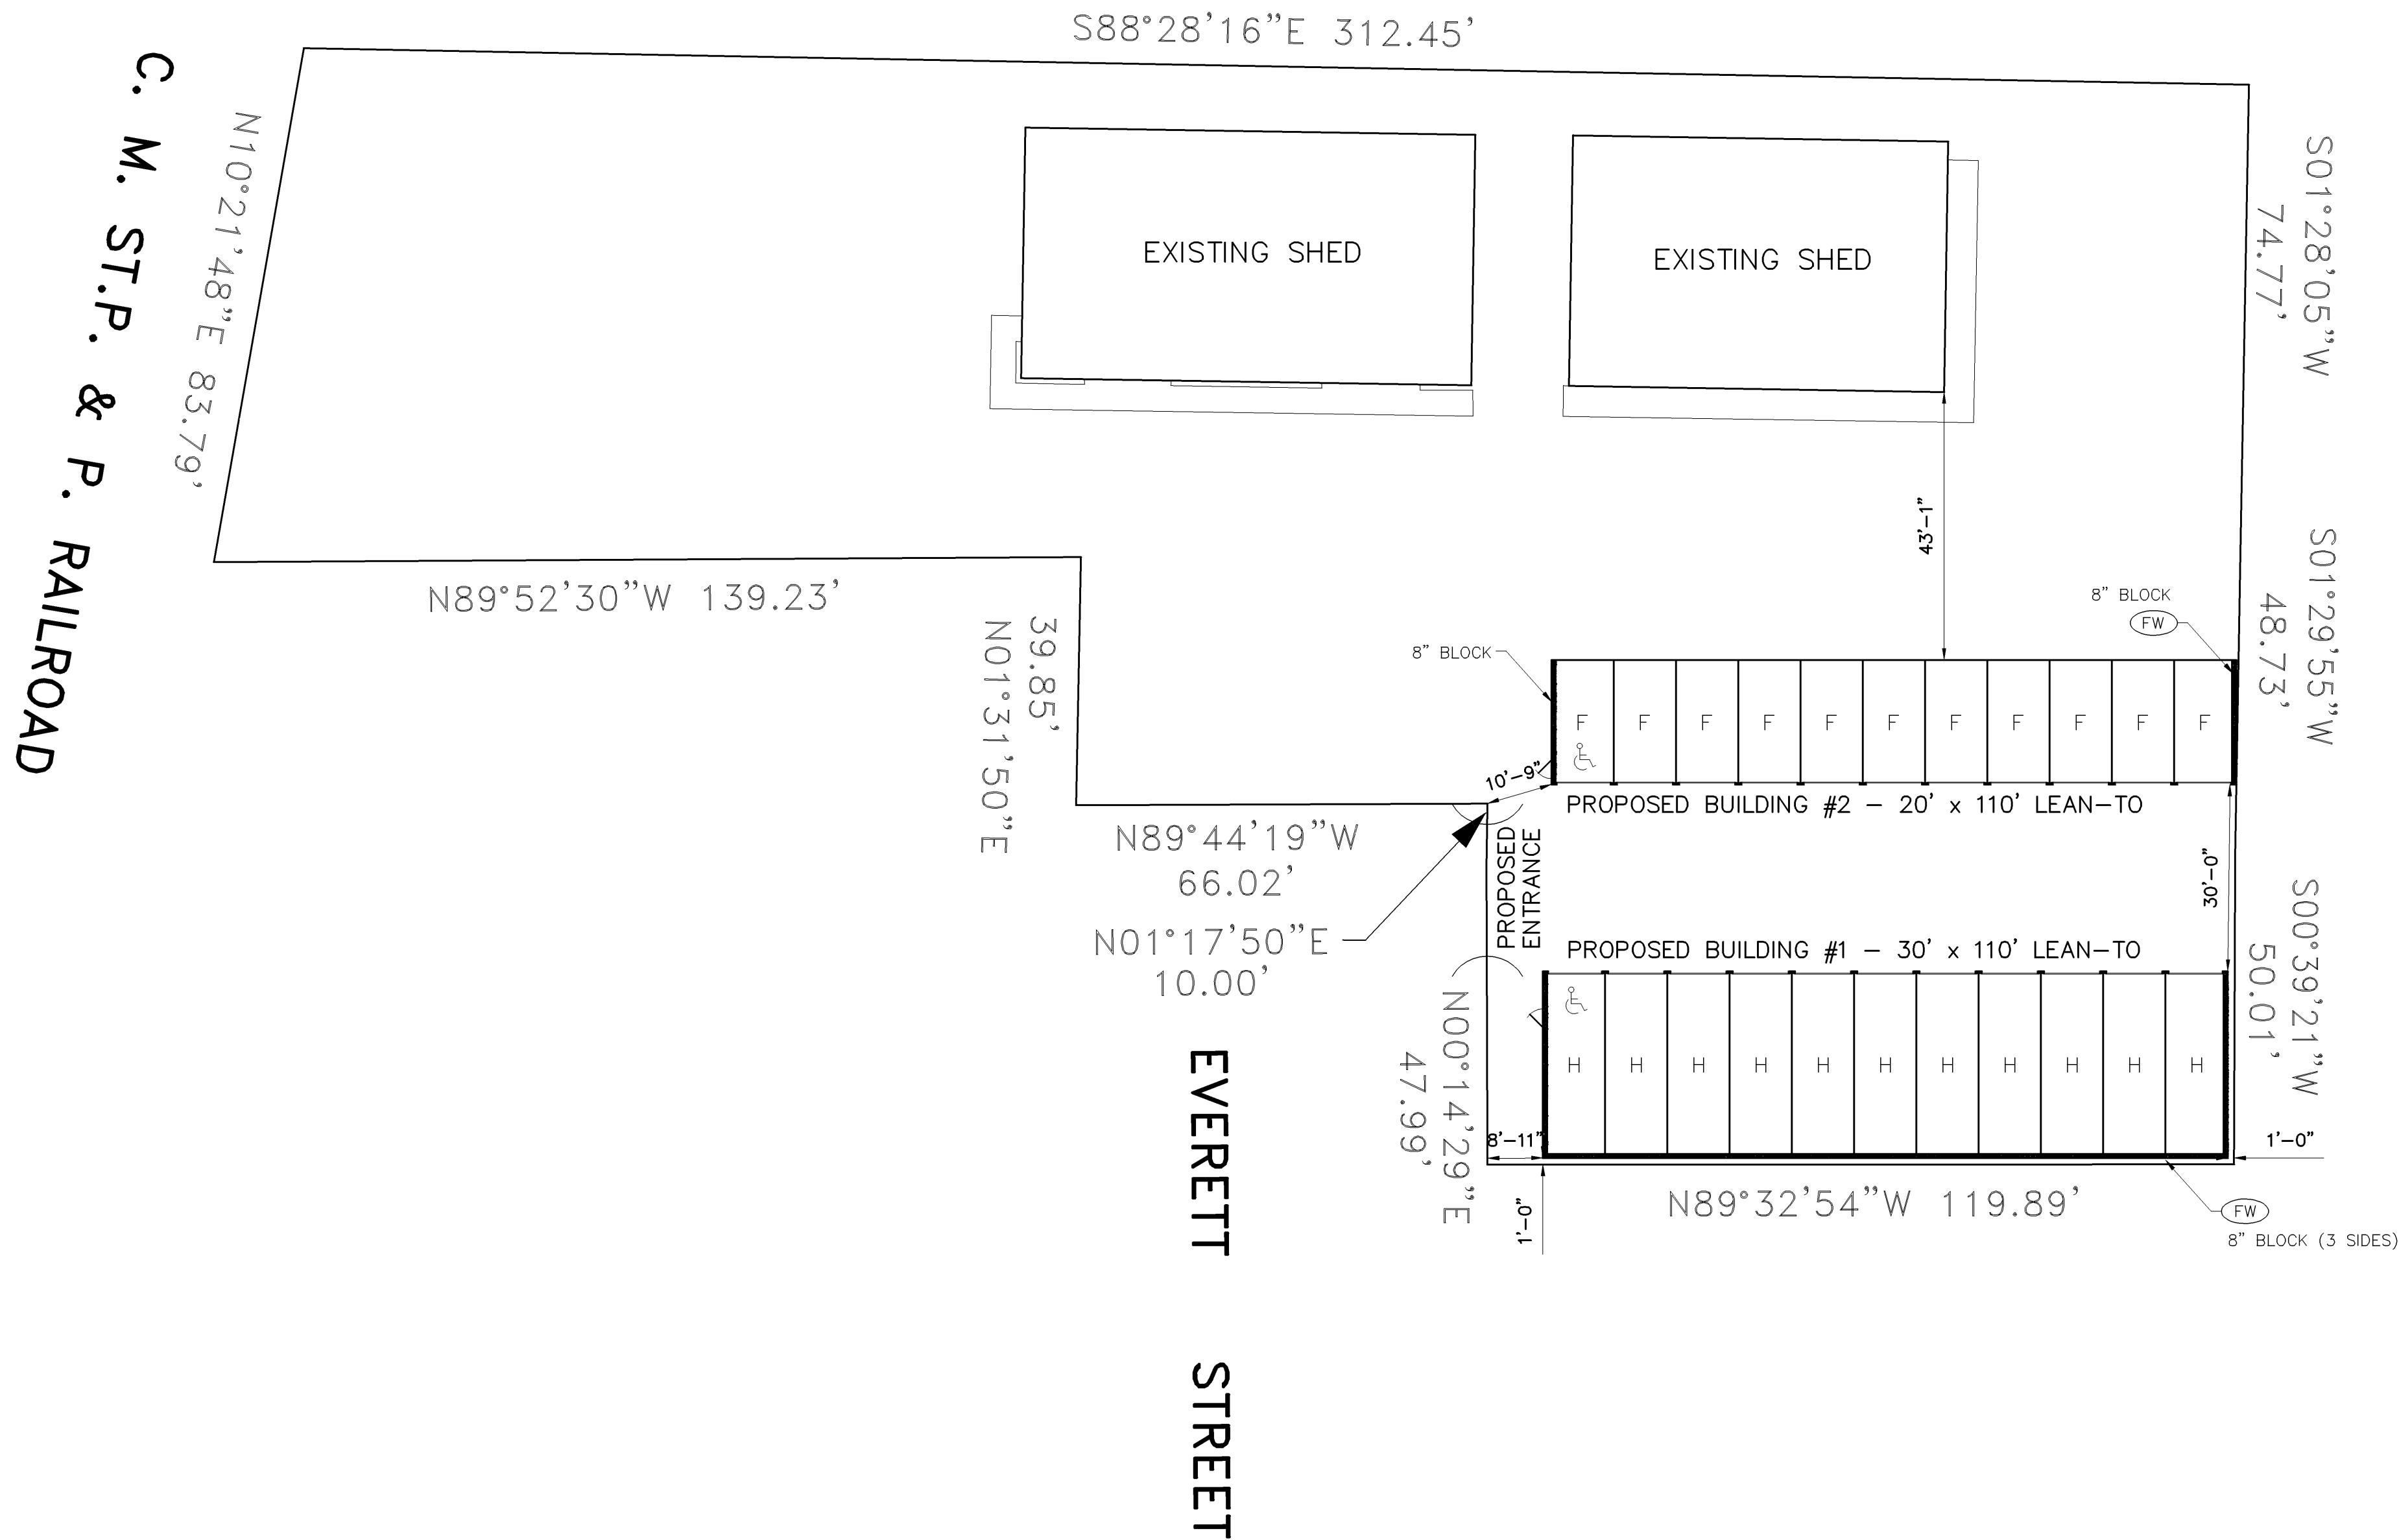 S88°28'16"E 312.45'
C. M. ST.P. & P. RAILROAD
N10°21'48"E 83.79'
EXISTING SHED
EXISTING SHED
S01°28'05"W
74.77'
43'-1"
S01°29'55"W
48.73'
8" BLOCK
FW
N89°52'30"W 139.23'
39.85'
N01°31'50"E
8" BLOCK
F F F F F F F F F F F
10'-9"
PROPOSED BUILDING #2 - 20' x 110' LEAN-TO
N89°44'19"W
66.02'
PROPOSED
ENTRANCE
30'-0"
N01°17'50"E
10.00'
PROPOSED BUILDING #1 - 30' x 110' LEAN-TO
S00°39'21"W
50.01'
H H H H H H H H H H H
N00°14'29"E
47.99'
8'-11"
1'-0"
1'-0"
N89°32'54"W 119.89'
FW
8" BLOCK (3 SIDES)
EVERETT STREET